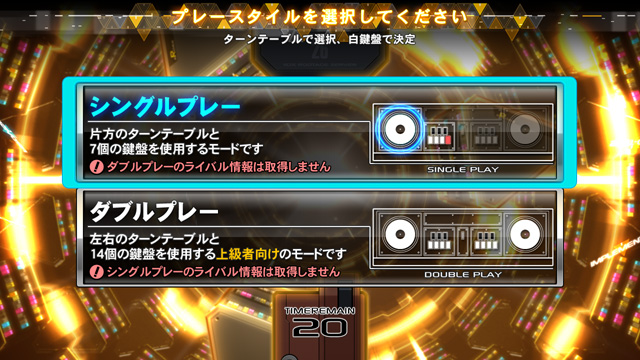 プレースタイルを選択してください
ターンテーブルで選択、白鍵盤で決定
シングルプレー
片方のターンテーブルと
7個の鍵盤を使用するモードです
! ダブルプレーのライバル情報は取得しません
SINGLE PLAY
ダブルプレー
左右のターンテーブルと
14個の鍵盤を使用する上級者向けのモードです
! シングルプレーのライバル情報は取得しません
DOUBLE PLAY
TIME REMAIN
20